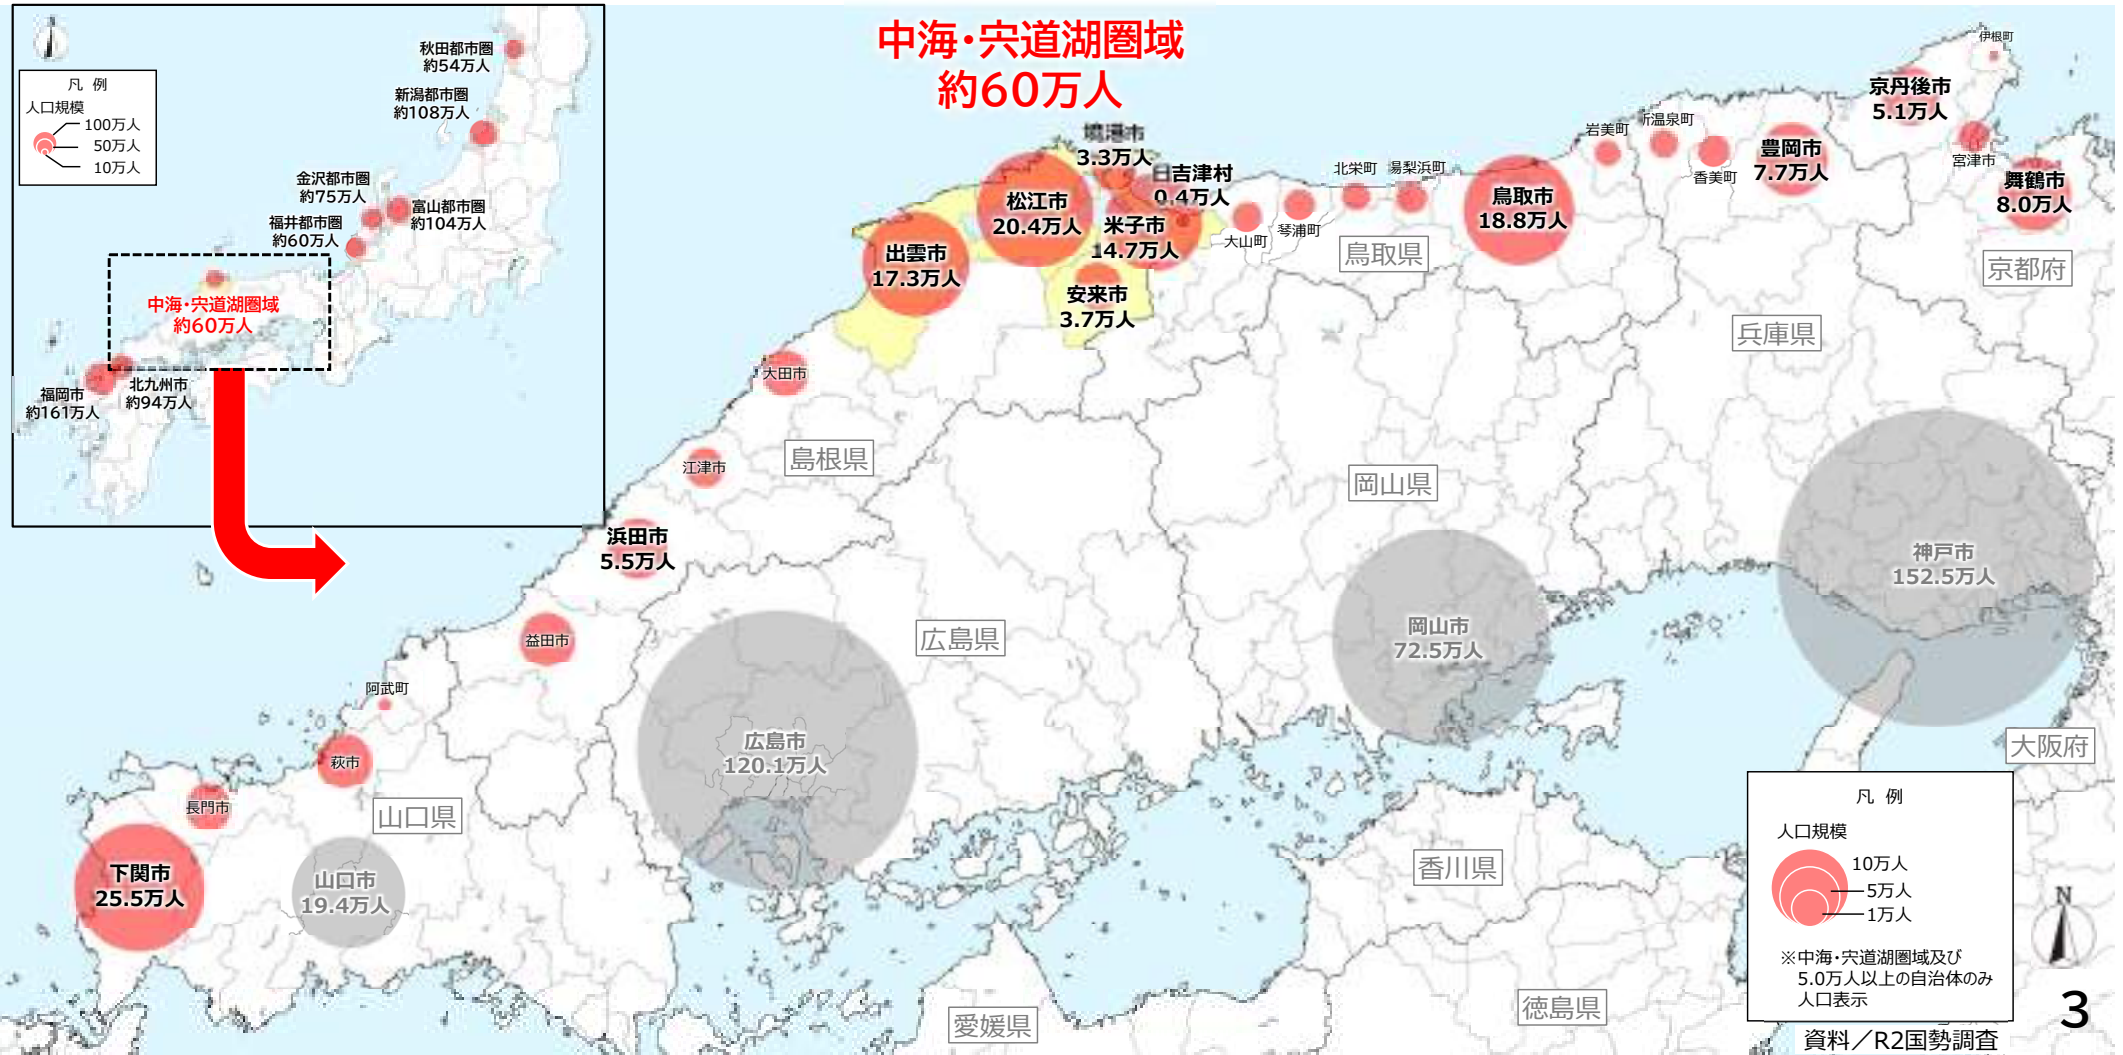 中海・宍道湖圏域
約60万人
凡 例
人口規模
100万人
50万人
10万人
秋田都市圏
約54万人
新潟都市圏
約108万人
金沢都市圏
約75万人
富山都市圏
約104万人
福井都市圏
約60万人
中海・宍道湖圏域
約60万人
北九州市
約94万人
福岡市
約161万人
伊根町
京丹後市
5.1万人
宮津市
舞鶴市
8.0万人
京都府
豊岡市
7.7万人
香美町
新温泉町
岩美町
兵庫県
鳥取市
18.8万人
湯梨浜町
北栄町
琴浦町
大山町
鳥取県
境港市
3.3万人
日吉津村
0.4万人
米子市
14.7万人
松江市
20.4万人
安来市
3.7万人
出雲市
17.3万人
大田市
島根県
江津市
浜田市
5.5万人
益田市
阿武町
萩市
長門市
山口県
下関市
25.5万人
山口市
19.4万人
広島県
広島市
120.1万人
岡山県
岡山市
72.5万人
神戸市
152.5万人
大阪府
香川県
徳島県
愛媛県
凡 例
人口規模
10万人
5万人
1万人
※中海・宍道湖圏域及び
5.0万人以上の自治体のみ
人口表示
N
3
資料／R2国勢調査